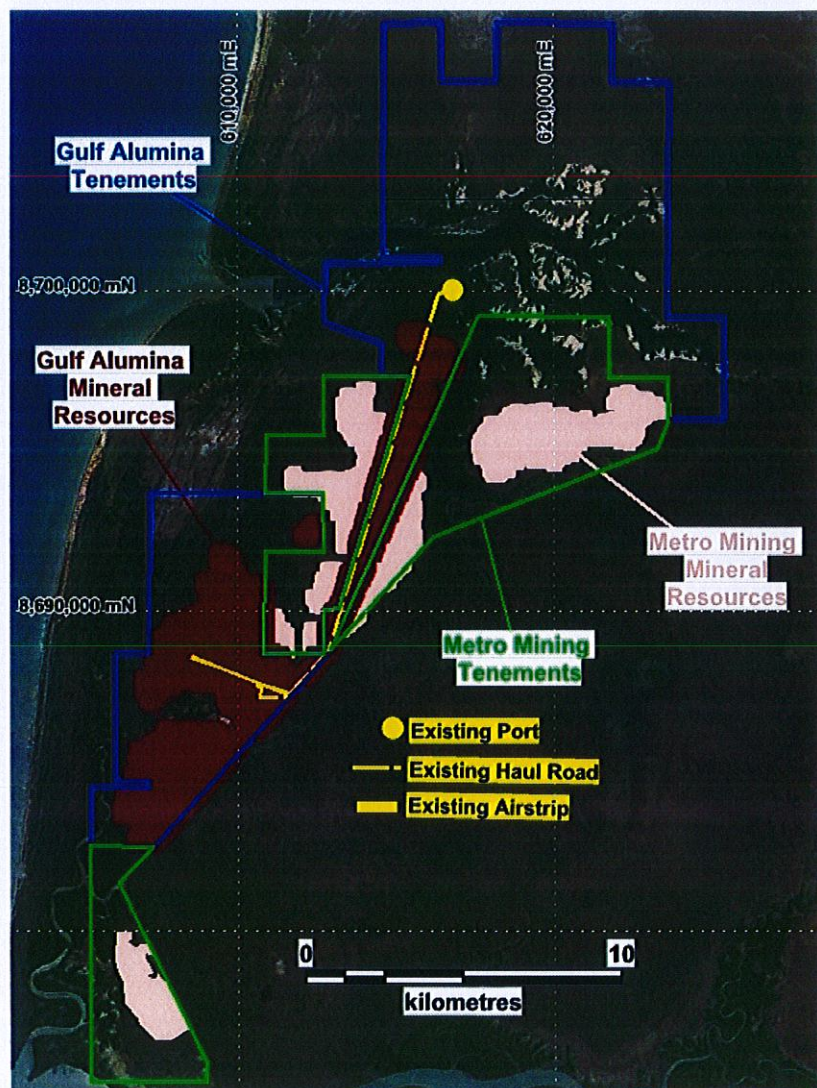 610,000 mE
620,000 mE
Gulf Alumina
Tenements
8,700,000 mN
Gulf Alumina
Mineral
Resources
Metro Mining
Mineral
Resources
8,690,000 mN
Metro Mining
Tenements
Existing Port
Existing Haul Road
Existing Airstrip
0
10
kilometres